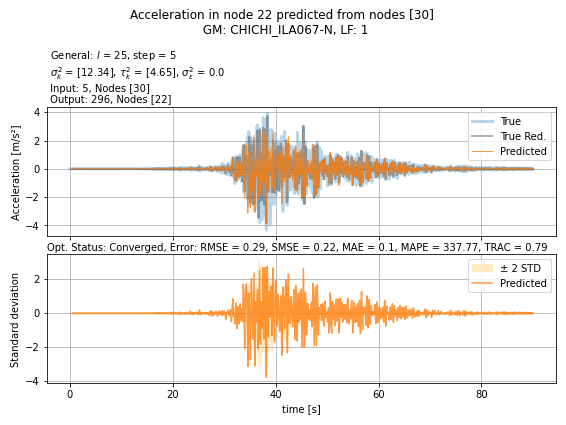 Acceleration in node 22 predicted from nodes [30]
GM: CHICHI_ILA067-N, LF: 1
General: l = 25, step = 5
σ²ₖ = [12.34], τ²ₖ = [4.65], σ²ε = 0.0
Input: 5, Nodes [30]
Output: 296, Nodes [22]
4
2
0
−2
−4
Acceleration [m/s²]
True
True Red.
Predicted
Opt. Status: Converged, Error: RMSE = 0.29, SMSE = 0.22, MAE = 0.1, MAPE = 337.77, TRAC = 0.79
2
0
−2
−4
Standard deviation
± 2 STD
Predicted
0 20 40 60 80
time [s]